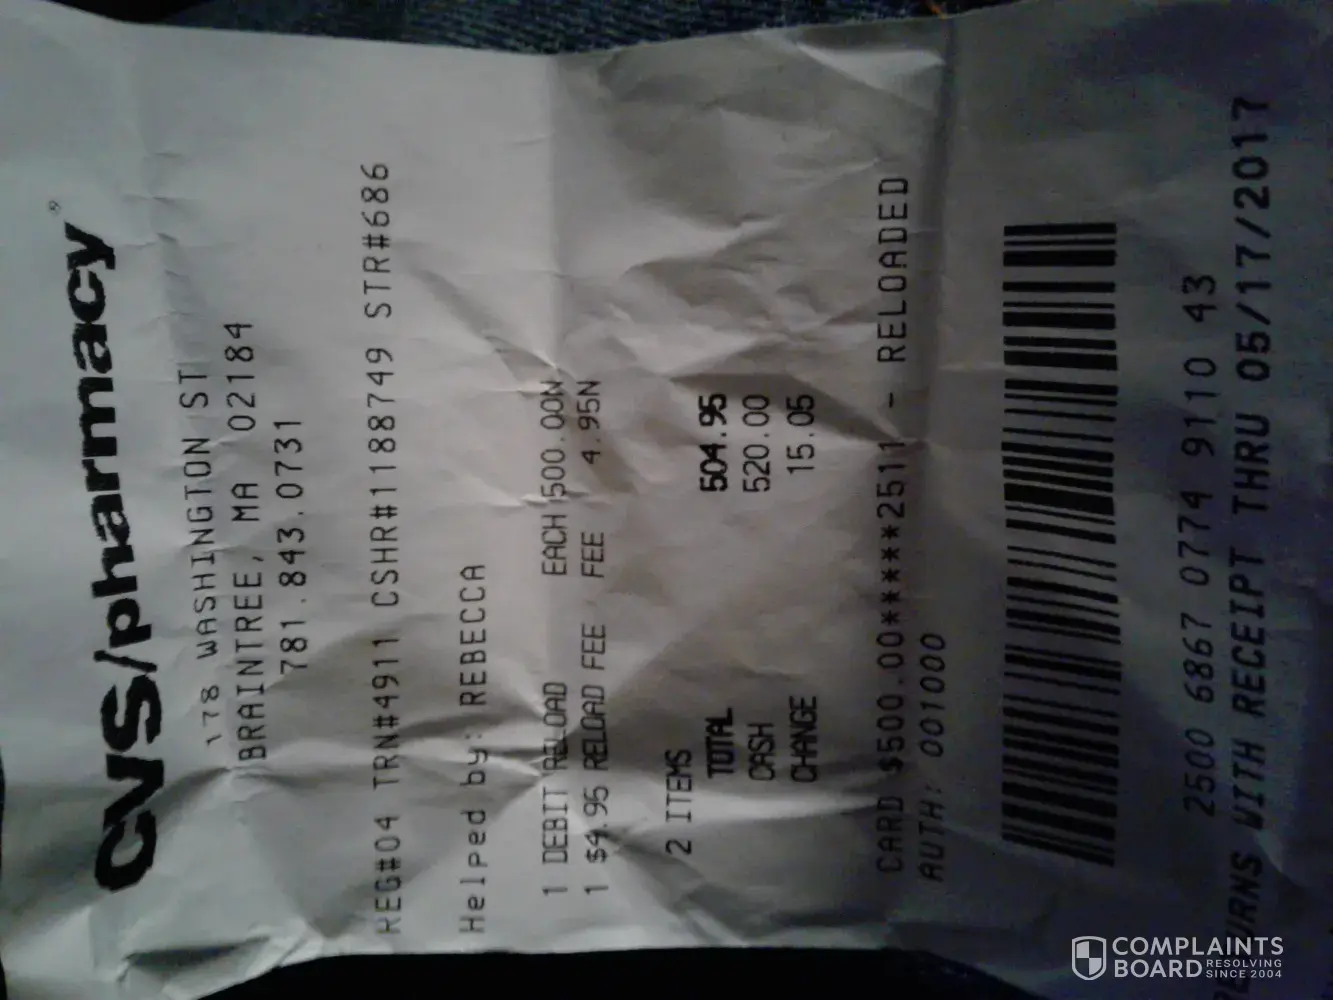 CVS/pharmacy®
178 WASHINGTON ST
BRAINTREE, MA 02184
781.843.0731
REG#04 TRN#4911 CSHR#1188749 STR#686
Helped by: REBECCA
1 DEBIT RELOAD EACH 500.00N
1 $4.95 RELOAD FEE , FEE 4.95N
2 ITEMS
TOTAL 504.95
CASH 520.00
CHANGE 15.05
CARD $500.00******2511 - RELOADED
AUTH: 001000
2500 6867 0774 9110 43
RETURNS WITH RECEIPT THRU 05/17/2017
COMPLAINTS
BOARD RESOLVING
SINCE 2004